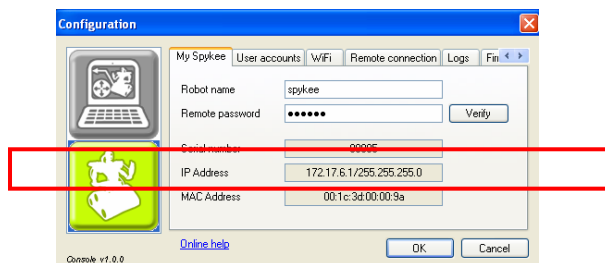 Configuration
My Spykee User accounts WiFi Remote connection Logs
Robot name spykee
Remote password ●●●●●● Verify
Serial number
IP Address 172.17.6.1/255.255.255.0
MAC Address 00:1c:3d:00:00:9a
Online help OK Cancel
Console v1.0.0